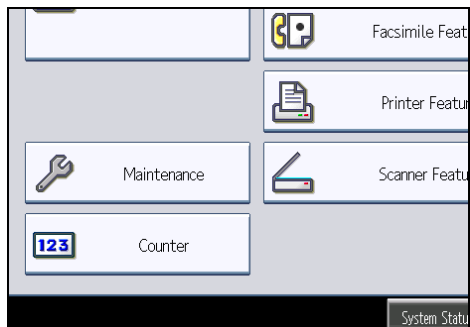 Facsimile Feat
Printer Featu
Maintenance
Scanner Featu
123
Counter
System Statu